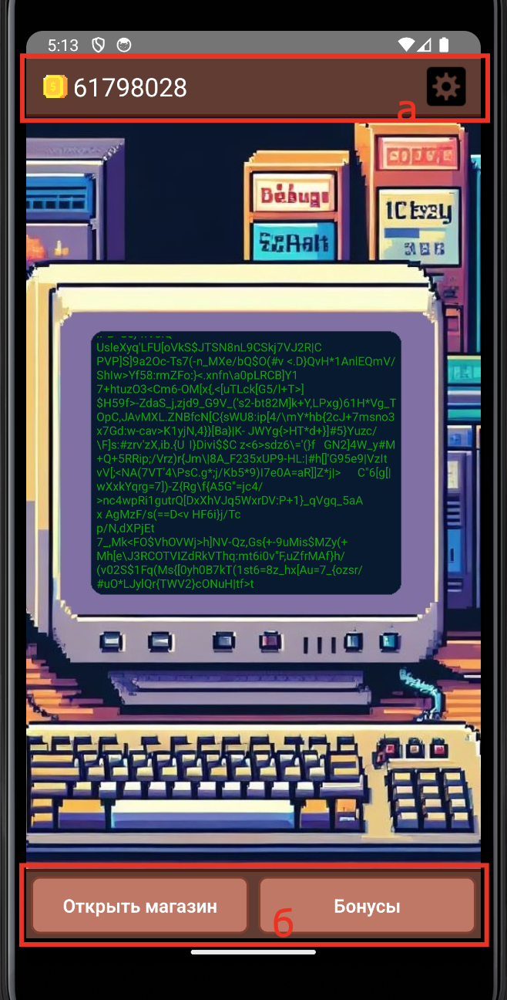 5:13
61798028
а
Debugs
UsleXyq'LFU[oVkS$JTSN8nL9CSkj7VJ2R|C
PVP]S]9a2Oc-Ts7(-n_MXe/bQ$O(#v <.D}QvH*1AnlEQmV/
Shlw>Yf58:rmZFo:}<.xnfn\a0pLRCB]Y1
7+htuzO3<Cm6-OM[x{,<[uTLck[G5/l+T>]
$H59f>-ZdaS_j,zjd9_G9V_('s2-bt82M]k+Y,LPxg)61H*Vg_T
OpC,JAvMXL.ZNBfcN[C{sWU8:ip[4/\mY*hb{2cJ+7msno3
x7Gd:w-cav>K1yjN,4}}[Ba}|K- JWYg{>HT*d+}]#5}Yuzc/
\F]s:#zrv'zX,ib.{U I}Divi$$C z<6>sdz6\='(}f GN2]4W_y#M
+Q+5RRip;/Vrz)r{Jm\|8A_F235xUP9-HL:|#h[]'G95e9|VzIt
vV[;<NA(7VT'4\PsC.g*;j/Kb5*9)I7e0A=aR]]Z*j|> C"6[g[|
wXxkYqrg=7])-Z{Rg\f{A5G"=jc4/
>nc4wpRi1gutrQ[DxXhVJq5WxrDV:P+1}_qVgq_5aA
x AgMzF/s(==D<v HF6i}j/Tc
p/N,dXPjEt
7_,Mk<FO$VhOVWj>h]NV-Qz,Gs{+-9uMis$MZy(+
Mh[e\J3RCOTVIZdRkVThq:mt6i0v"F,uZfrMAf}h/
(v02S$1Fq(Ms{[0yh0B7kT(1st6=8z_hx[Au=7_{ozsr/
#uO*LJylQr{TWV2}cONuH|tf>t
Открыть магазин
Бонусы
б